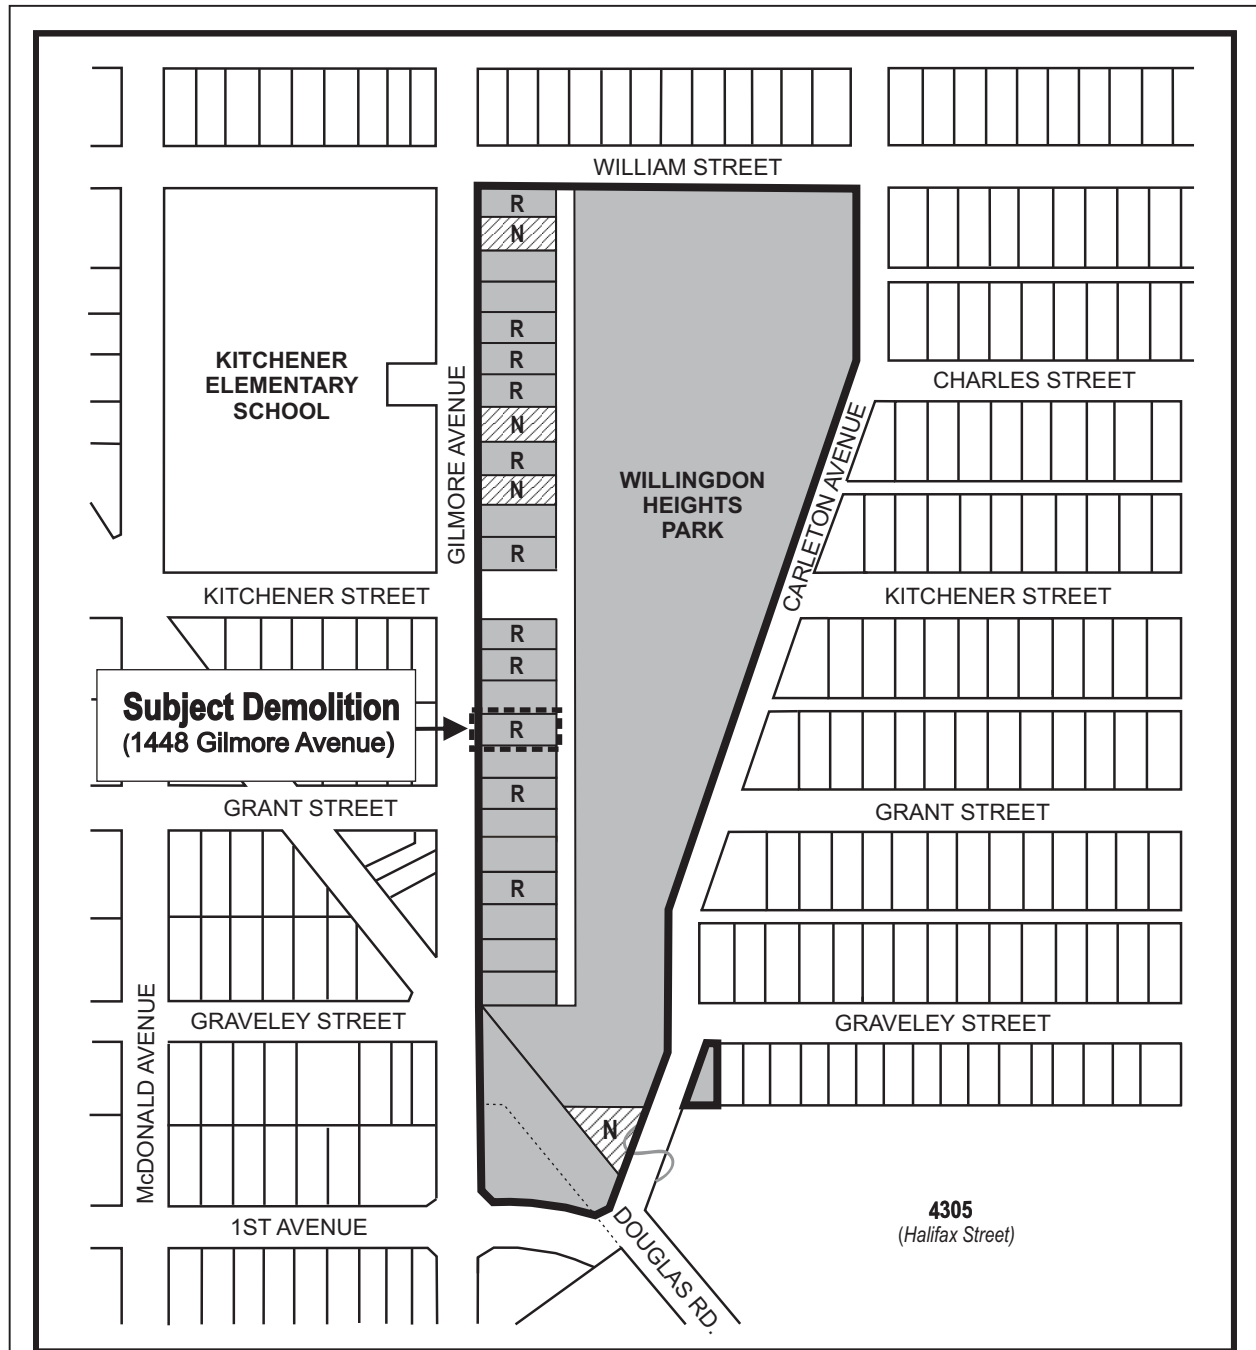 WILLIAM STREET
R
N
R
R
R
N
R
N
R
KITCHENER
ELEMENTARY
SCHOOL
GILMORE AVENUE
WILLINGDON
HEIGHTS
PARK
CHARLES STREET
CARLETON AVENUE
KITCHENER STREET
KITCHENER STREET
R
R
Subject Demolition
(1448 Gilmore Avenue)
R
R
GRANT STREET
GRANT STREET
R
McDONALD AVENUE
GRAVELEY STREET
GRAVELEY STREET
N
1ST AVENUE
DOUGLAS RD.
4305
(Halifax Street)